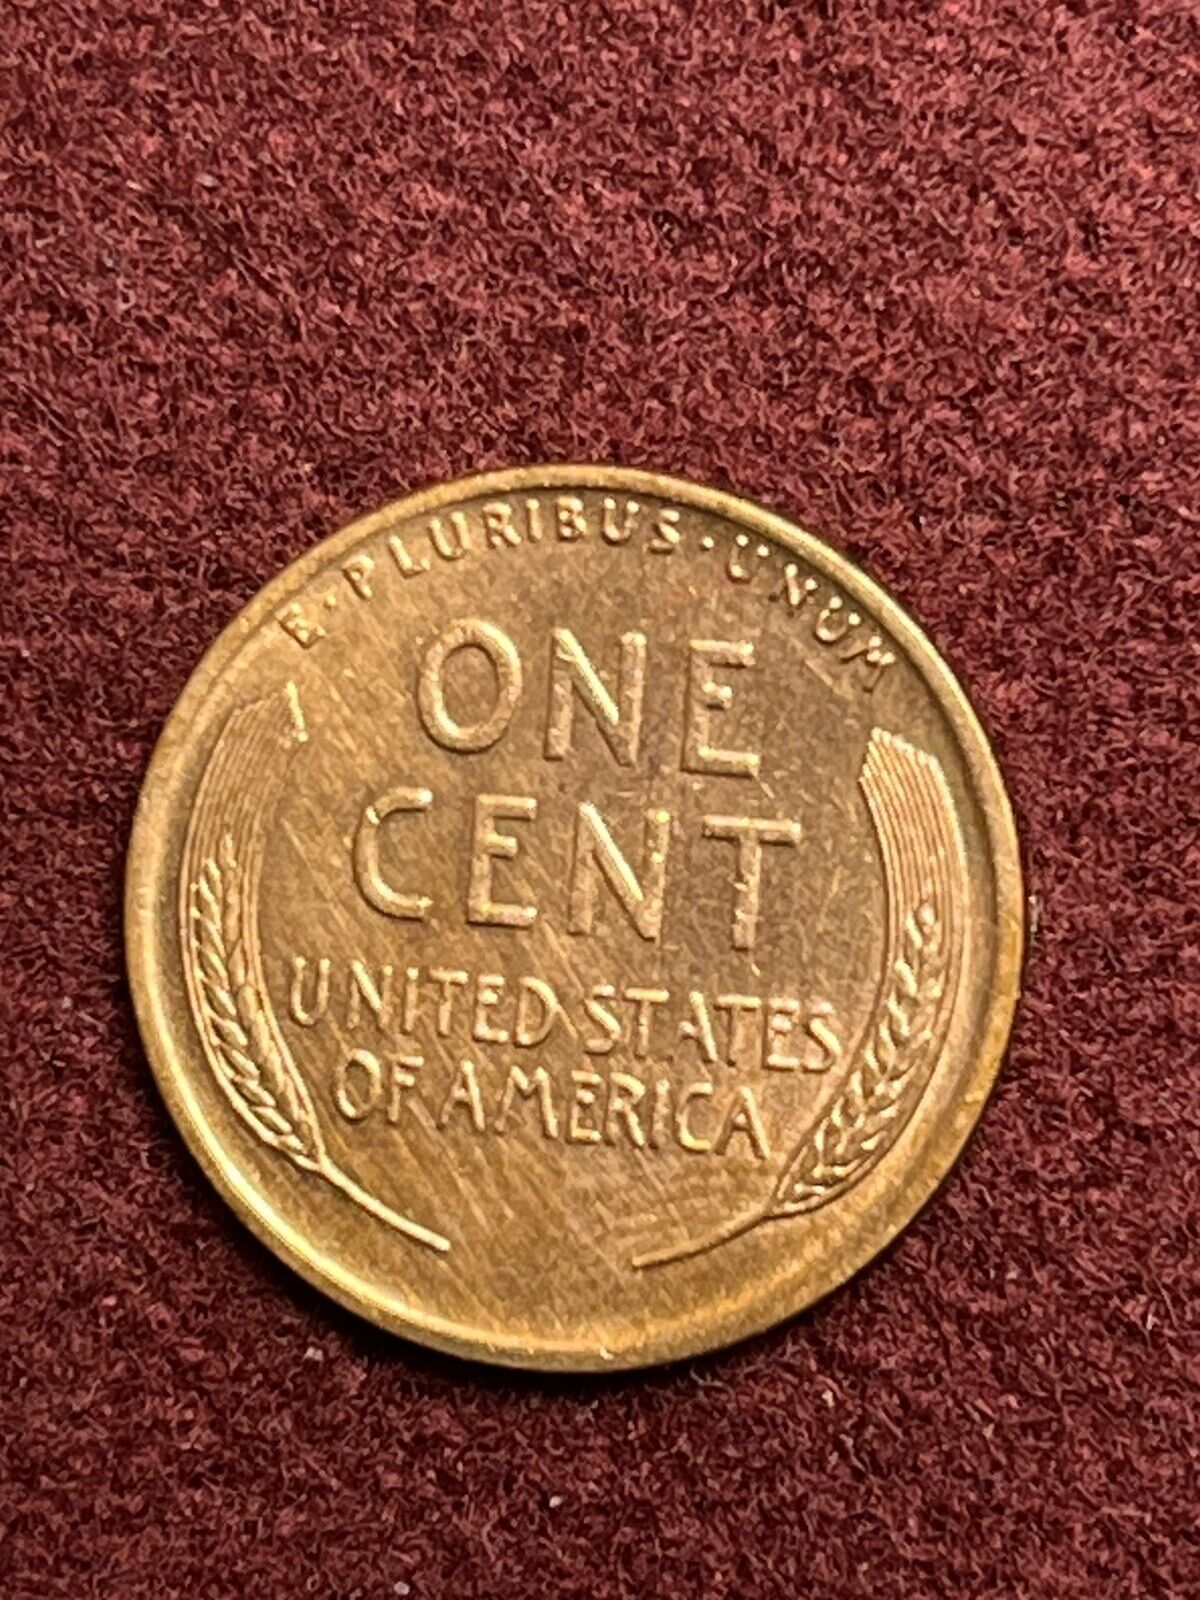 E·PLURIBUS·UNUM
ONE
CENT
UNITED STATES
OF AMERICA